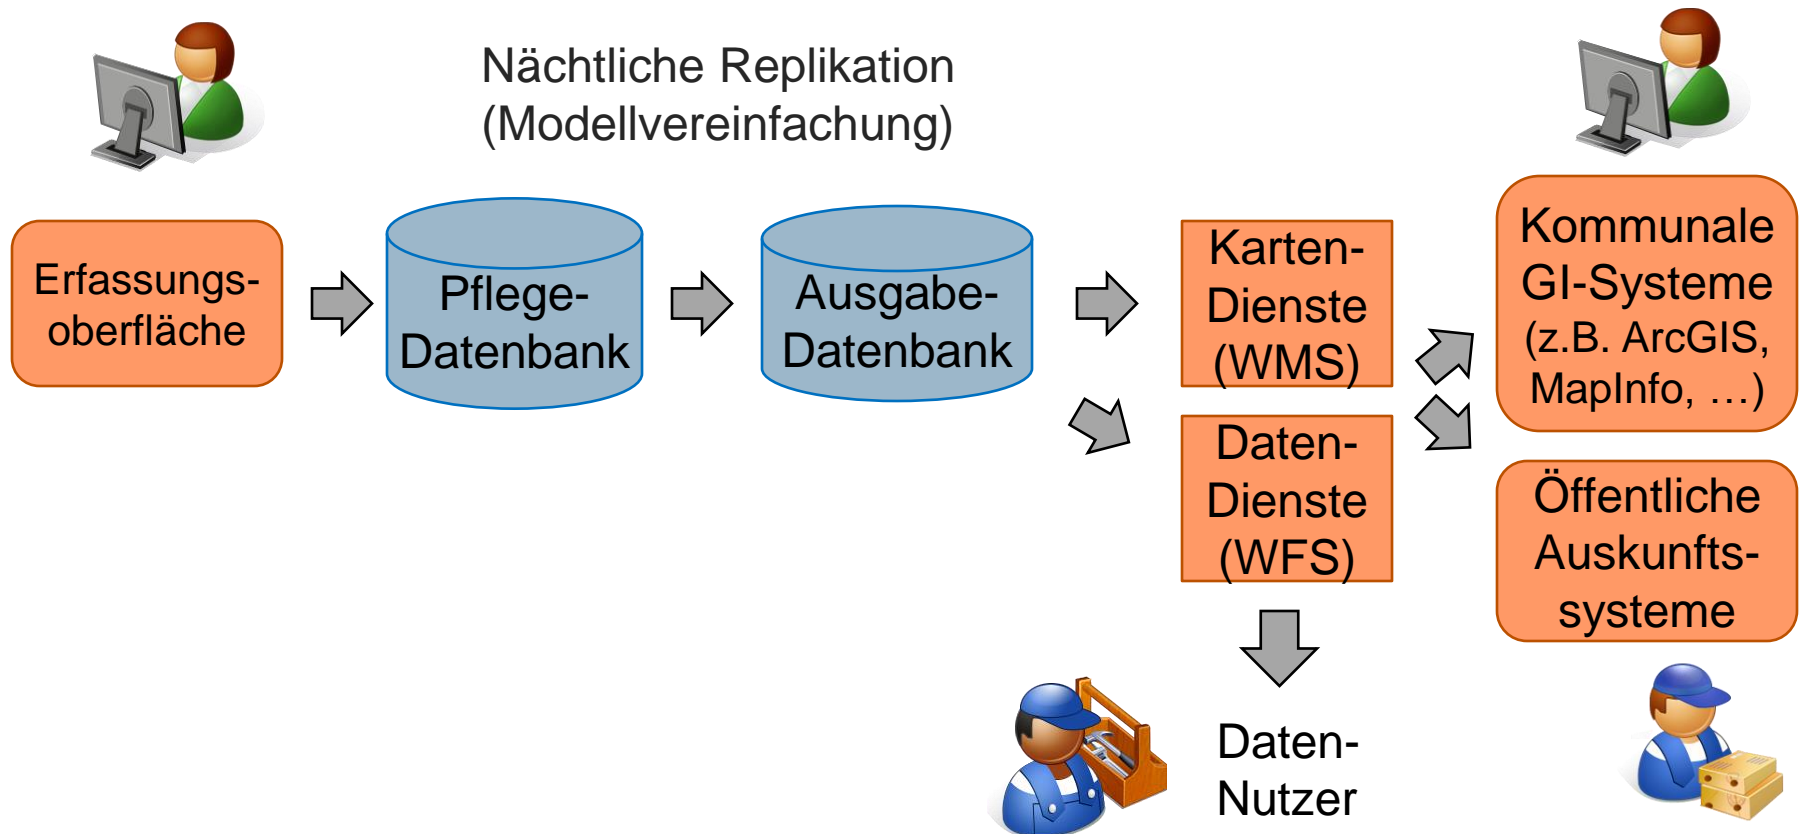 Nächtliche Replikation
(Modellvereinfachung)
Erfassungs-
oberfläche
Pflege-
Datenbank
Ausgabe-
Datenbank
Karten-
Dienste
(WMS)
Daten-
Dienste
(WFS)
Kommunale
GI-Systeme
(z.B. ArcGIS,
MapInfo, …)
Öffentliche
Auskunfts-
systeme
Daten-
Nutzer